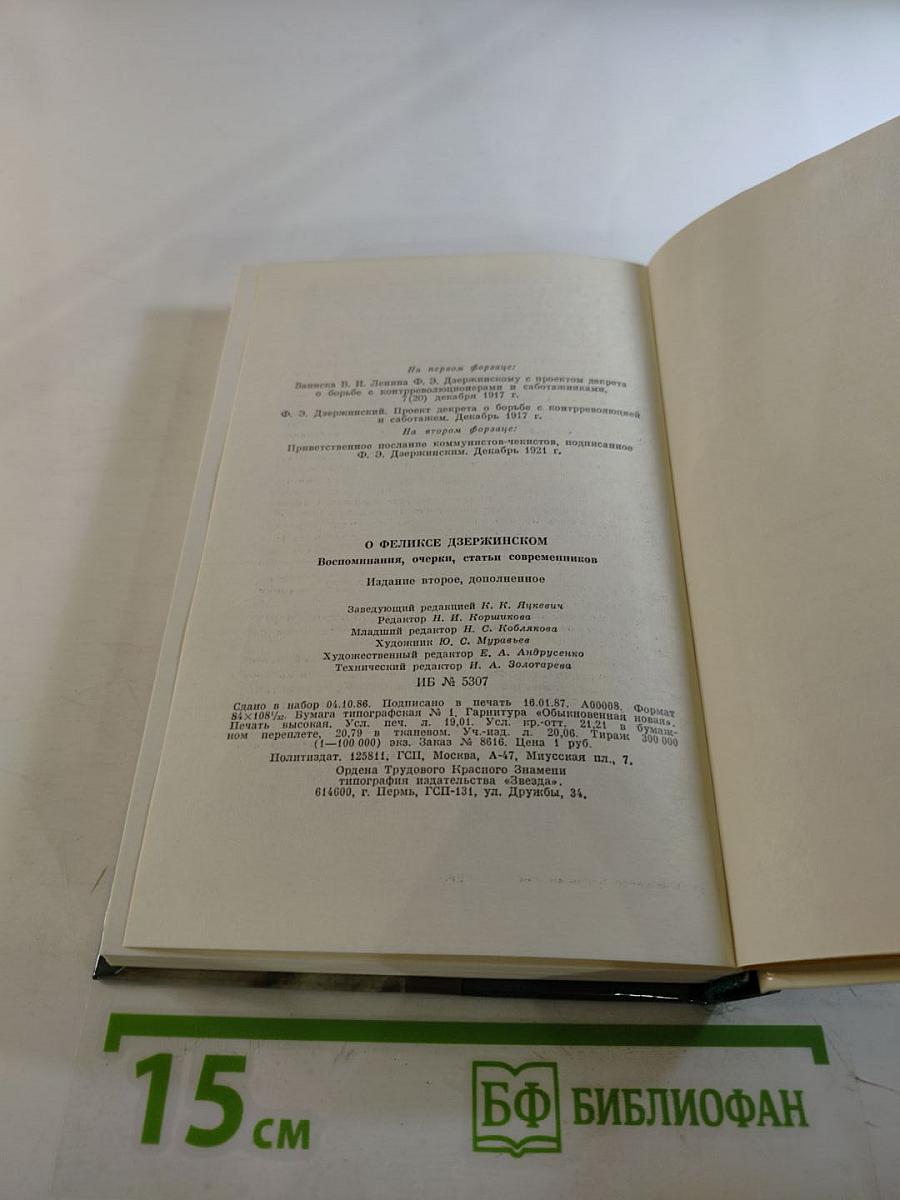 На первом форзаце:
Записка В. И. Ленина Ф. Э. Дзержинскому с проектом декрета
о борьбе с контрреволюционерами и саботажниками,
7(20) декабря 1917 г.
Ф. Э. Дзержинский. Проект декрета о борьбе с контрреволюцией
и саботажем. Декабрь 1917 г.
На втором форзаце:
Приветственное послание коммунистов-чекистов, подписанное
Ф. Э. Дзержинским. Декабрь 1921 г.
О ФЕЛИКСЕ ДЗЕРЖИНСКОМ
Воспоминания, очерки, статьи современников
Издание второе, дополненное
Заведующий редакцией К. К. Яцкевич
Редактор Н. И. Коршикова
Младший редактор Н. С. Коблякова
Художник Ю. С. Муравьев
Художественный редактор Е. А. Андрусенко
Технический редактор И. А. Золотарева
ИБ № 5307
Сдано в набор 04.10.86. Подписано в печать 16.01.87. А00008. Формат
84×108¹/₃₂. Бумага типографская № 1. Гарнитура «Обыкновенная новая».
Печать высокая. Усл. печ. л. 19,01. Усл. кр.-отт. 21,21 в бумаж-
ном переплете, 20,79 в тканевом. Уч.-изд. л. 20,06. Тираж 300 000
(1—100 000) экз. Заказ № 8616. Цена 1 руб.
Политиздат. 125811, ГСП, Москва, А-47, Миусская пл., 7.
Ордена Трудового Красного Знамени
типография издательства «Звезда».
614600, г. Пермь, ГСП-131, ул. Дружбы, 34.
15 см
БФ БИБЛИОФАН